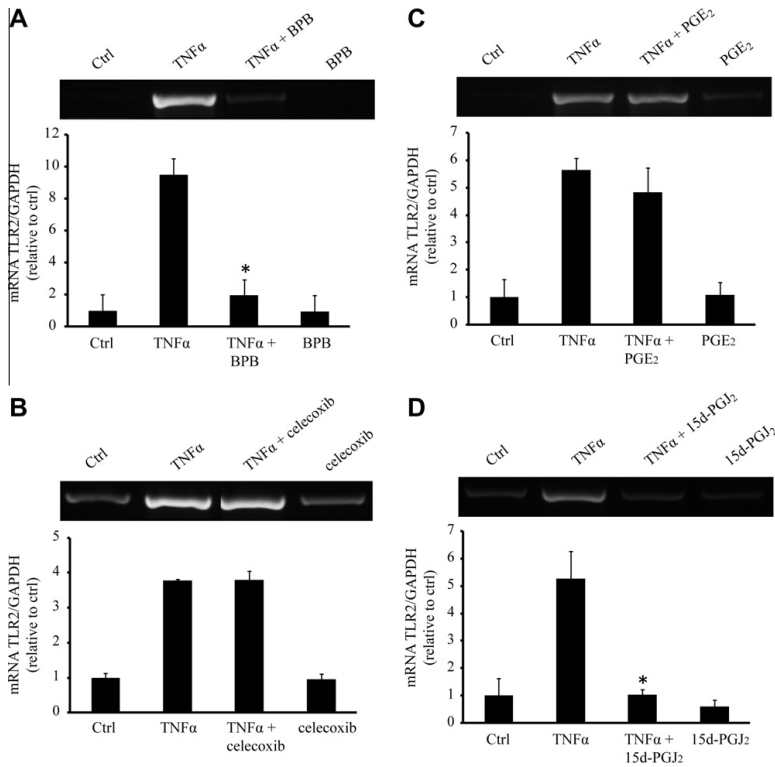 A
Ctrl
TNFα
TNFα + BPB
BPB
mRNA TLR2/GAPDH
(relative to ctrl)
12
10
8
6
4
2
0
*
Ctrl
TNFα
TNFα +
BPB
BPB
C
Ctrl
TNFα
TNFα + PGE₂
PGE₂
mRNA TLR2/GAPDH
(relative to ctrl)
7
6
5
4
3
2
1
0
Ctrl
TNFα
TNFα +
PGE₂
PGE₂
B
Ctrl
TNFα
TNFα + celecoxib
celecoxib
mRNA TLR2/GAPDH
(relative to ctrl)
5
4
3
2
1
0
Ctrl
TNFα
TNFα +
celecoxib
celecoxib
D
Ctrl
TNFα
TNFα + 15d-PGJ₂
15d-PGJ₂
mRNA TLR2/GAPDH
(relative to ctrl)
7
6
5
4
3
2
1
0
*
Ctrl
TNFα
TNFα +
15d-PGJ₂
15d-PGJ₂